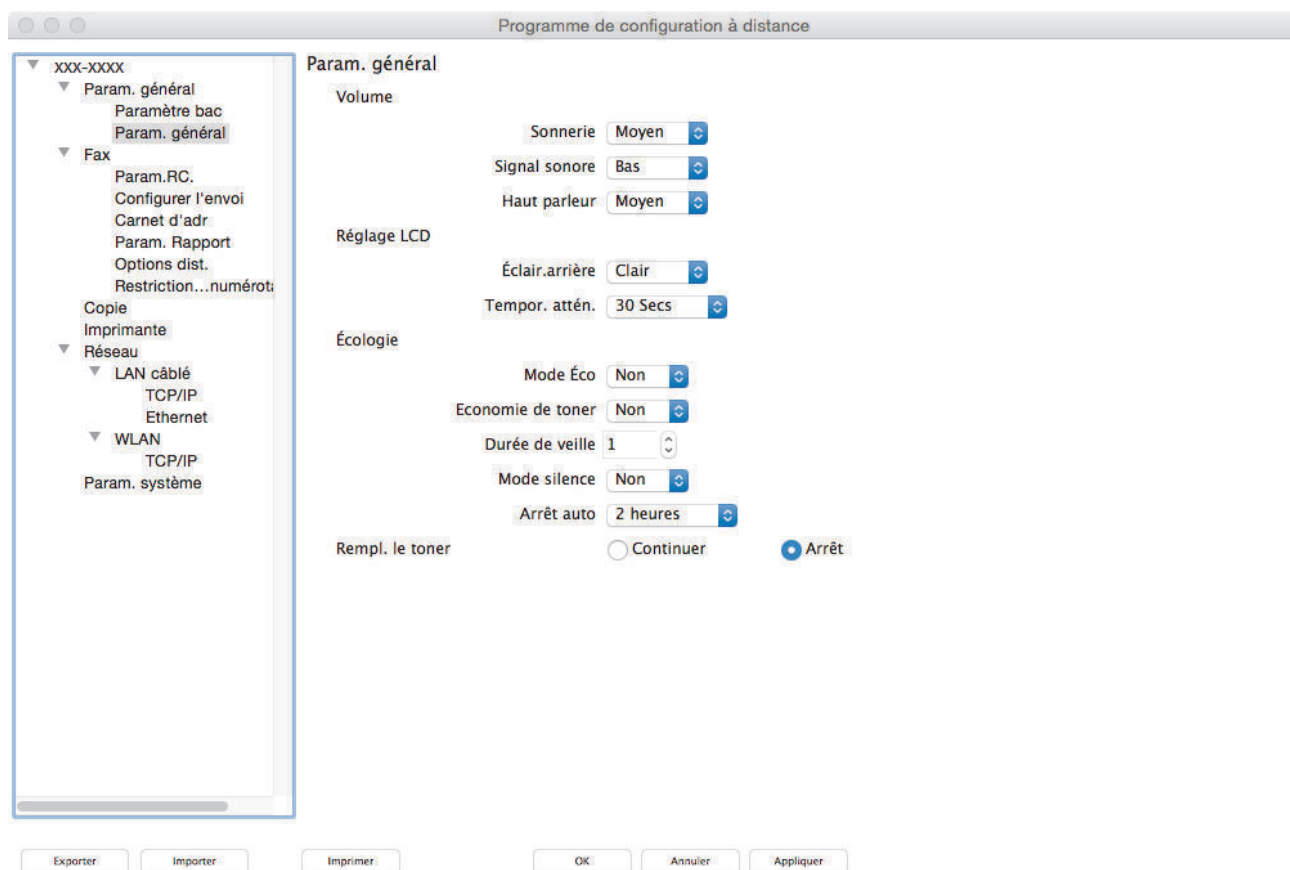 Programme de configuration à distance
XXX-XXXX
Param. général
Paramètre bac
Param. général
Fax
Param.RC.
Configurer l'envoi
Carnet d'adr
Param. Rapport
Options dist.
Restriction...numérota
Copie
Imprimante
Réseau
LAN câblé
TCP/IP
Ethernet
WLAN
TCP/IP
Param. système
Param. général
Volume
Sonnerie Moyen
Signal sonore Bas
Haut parleur Moyen
Réglage LCD
Éclair.arrière Clair
Tempor. attén. 30 Secs
Écologie
Mode Éco Non
Economie de toner Non
Durée de veille 1
Mode silence Non
Arrêt auto 2 heures
Rempl. le toner Continuer Arrêt
Exporter Importer Imprimer OK Annuler Appliquer